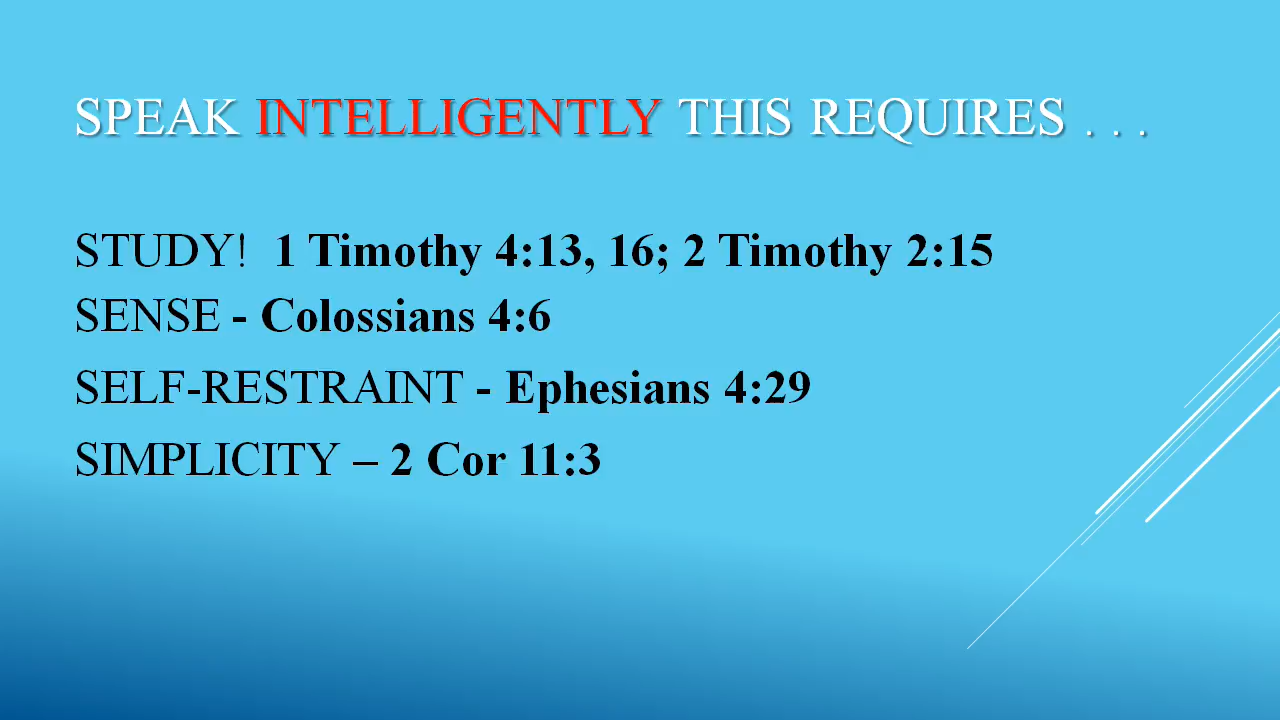 SPEAK INTELLIGENTLY THIS REQUIRES . . .
STUDY! 1 Timothy 4:13, 16; 2 Timothy 2:15
SENSE - Colossians 4:6
SELF-RESTRAINT - Ephesians 4:29
SIMPLICITY – 2 Cor 11:3